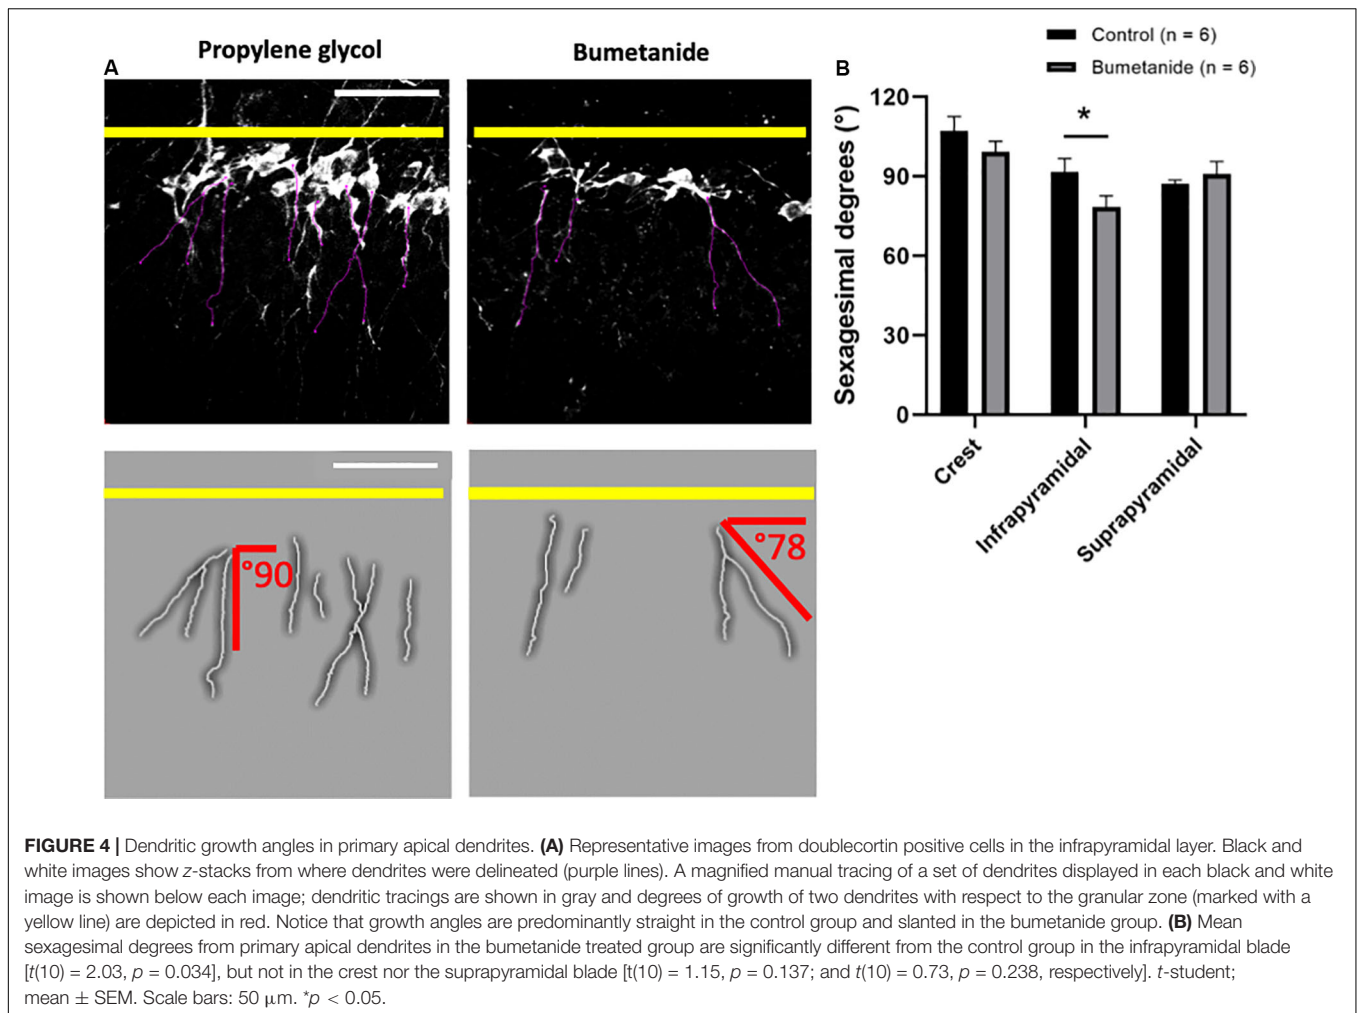 Propylene glycol
Bumetanide
A
°90
°78
B
Control (n = 6)
Bumetanide (n = 6)
Sexagesimal degrees (°)
120
90
60
30
0
*
Crest
Infrapyramidal
Suprapyramidal
FIGURE 4 | Dendritic growth angles in primary apical dendrites. (A) Representative images from doublecortin positive cells in the infrapyramidal layer. Black and
white images show z-stacks from where dendrites were delineated (purple lines). A magnified manual tracing of a set of dendrites displayed in each black and white
image is shown below each image; dendritic tracings are shown in gray and degrees of growth of two dendrites with respect to the granular zone (marked with a
yellow line) are depicted in red. Notice that growth angles are predominantly straight in the control group and slanted in the bumetanide group. (B) Mean
sexagesimal degrees from primary apical dendrites in the bumetanide treated group are significantly different from the control group in the infrapyramidal blade
[t(10) = 2.03, p = 0.034], but not in the crest nor the suprapyramidal blade [t(10) = 1.15, p = 0.137; and t(10) = 0.73, p = 0.238, respectively]. t-student;
mean ± SEM. Scale bars: 50 μm. *p < 0.05.